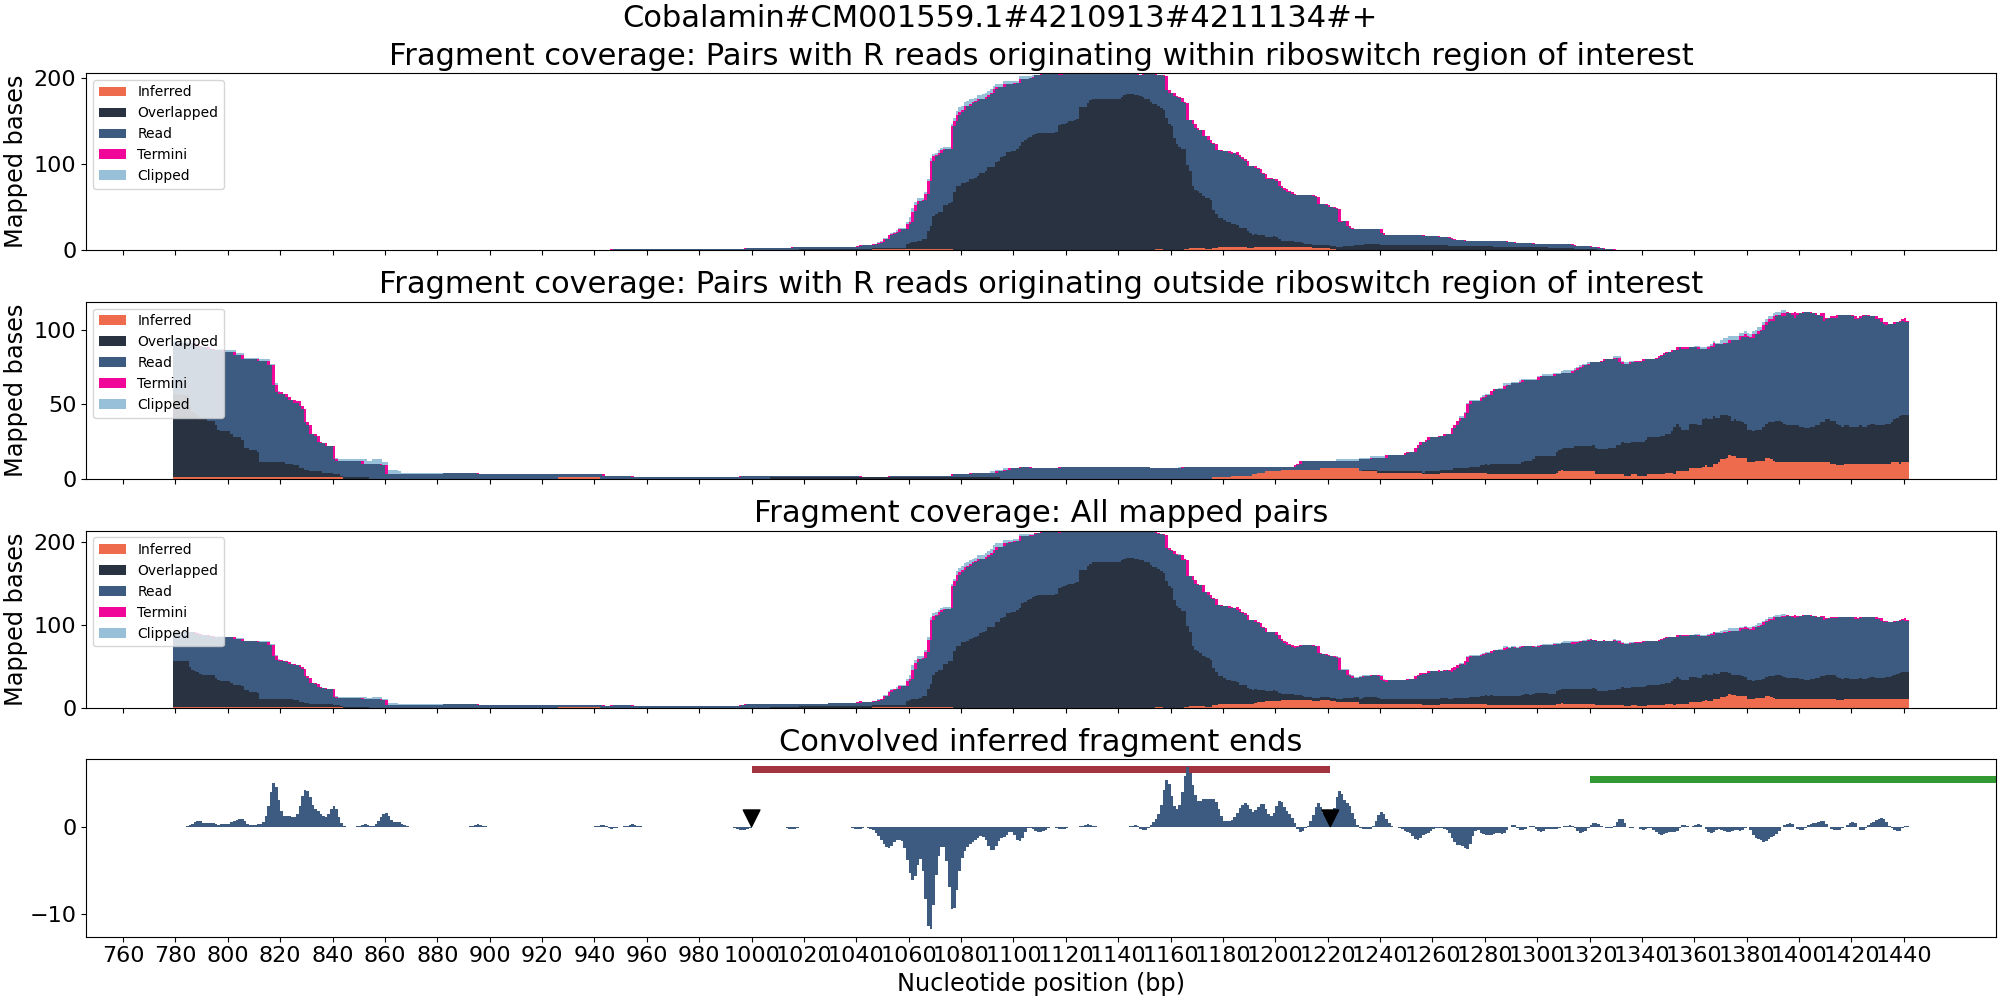 Cobalamin#CM001559.1#4210913#4211134#+
Fragment coverage: Pairs with R reads originating within riboswitch region of interest
Mapped bases
200
100
0
Inferred
Overlapped
Read
Termini
Clipped
Fragment coverage: Pairs with R reads originating outside riboswitch region of interest
Mapped bases
100
50
0
Inferred
Overlapped
Read
Termini
Clipped
Fragment coverage: All mapped pairs
Mapped bases
200
100
0
Inferred
Overlapped
Read
Termini
Clipped
Convolved inferred fragment ends
0
−10
760 780 800 820 840 860 880 900 920 940 960 980 1000 1020 1040 1060 1080 1100 1120 1140 1160 1180 1200 1220 1240 1260 1280 1300 1320 1340 1360 1380 1400 1420 1440
Nucleotide position (bp)